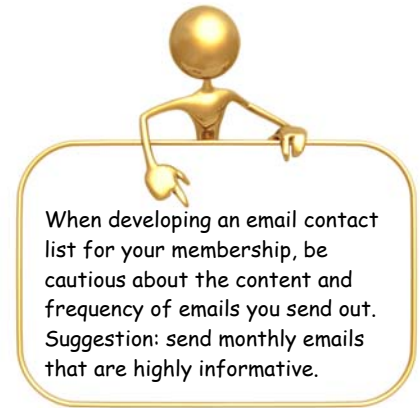 When developing an email contact
list for your membership, be
cautious about the content and
frequency of emails you send out.
Suggestion: send monthly emails
that are highly informative.